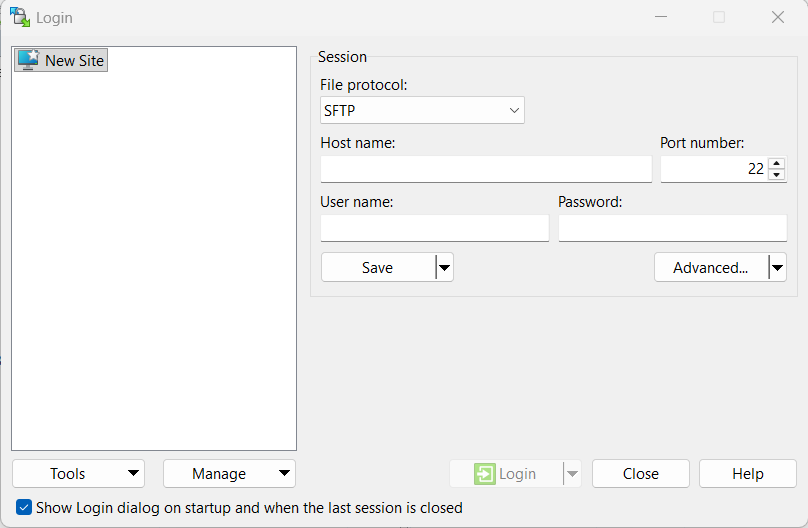 Login
New Site
Session
File protocol:
SFTP
Host name:
Port number:
22
User name:
Password:
Save
Advanced...
Tools
Manage
Login
Close
Help
Show Login dialog on startup and when the last session is closed